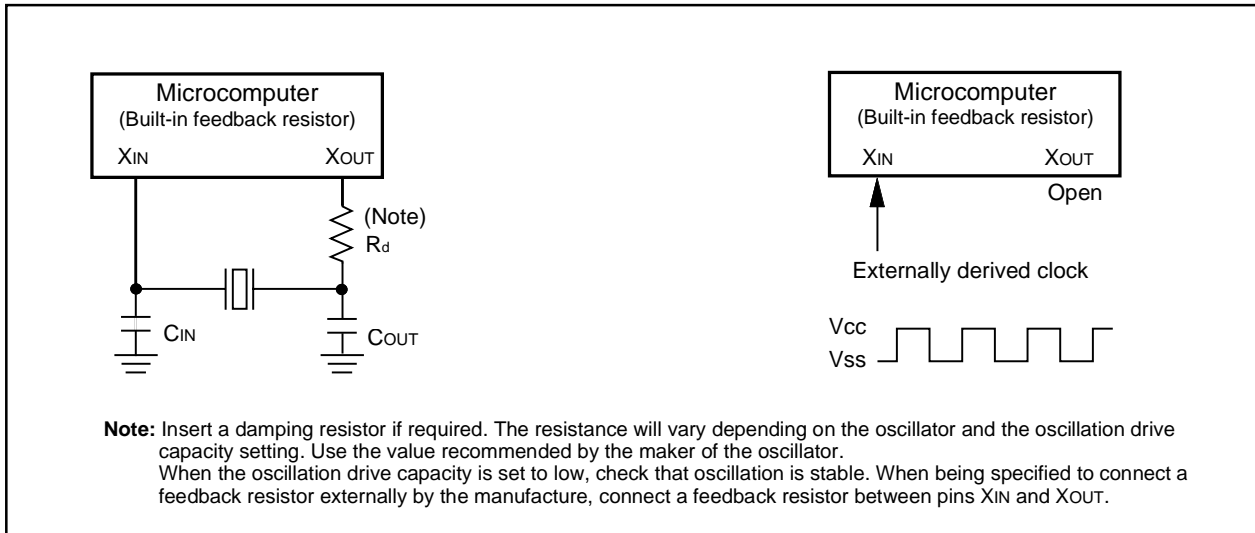 Microcomputer
(Built-in feedback resistor)
XIN XOUT
(Note)
Rd
CIN
COUT
Microcomputer
(Built-in feedback resistor)
XIN XOUT
Open
Externally derived clock
Vcc
Vss
Note: Insert a damping resistor if required. The resistance will vary depending on the oscillator and the oscillation drive
capacity setting. Use the value recommended by the maker of the oscillator.
When the oscillation drive capacity is set to low, check that oscillation is stable. When being specified to connect a
feedback resistor externally by the manufacture, connect a feedback resistor between pins XIN and XOUT.